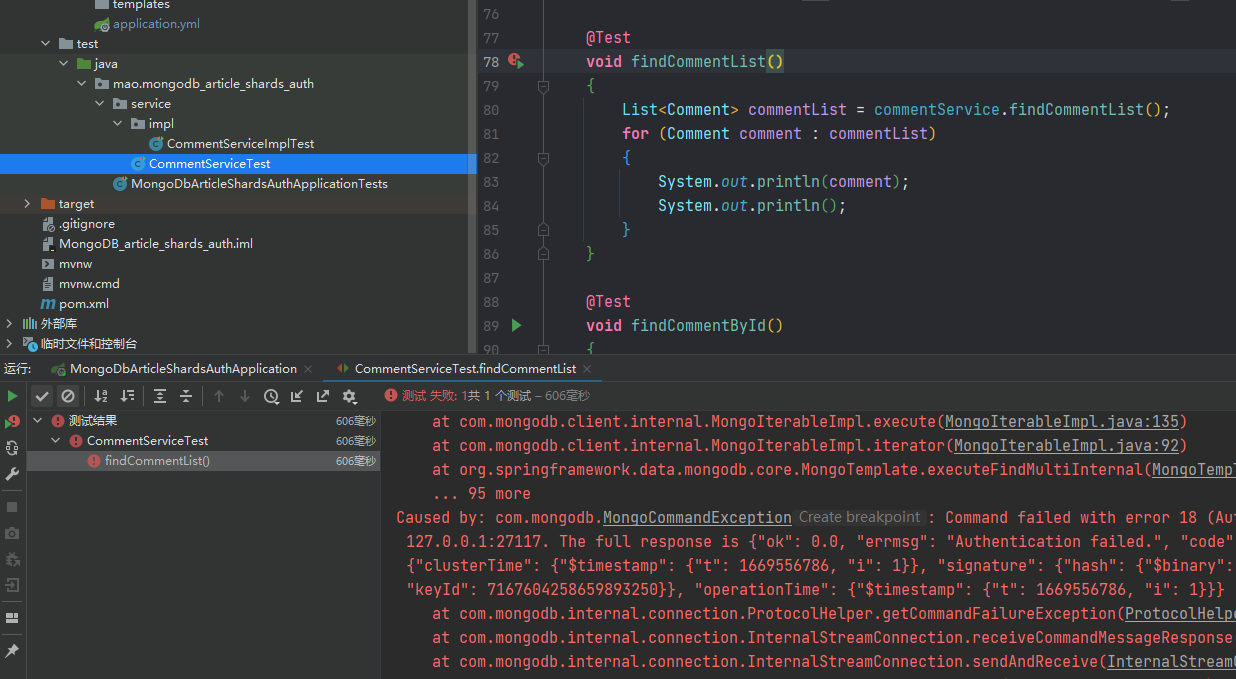 templates
application.yml
test
java
mao.mongodb_article_shards_auth
service
impl
CommentServiceImplTest
CommentServiceTest
MongoDbArticleShardsAuthApplicationTests
target
.gitignore
MongoDB_article_shards_auth.iml
mvnw
mvnw.cmd
pom.xml
外部库
临时文件和控制台
76
77 @Test
78 void findCommentList()
79 {
80 List<Comment> commentList = commentService.findCommentList();
81 for (Comment comment : commentList)
82 {
83 System.out.println(comment);
84 System.out.println();
85 }
86 }
87
88 @Test
89 void findCommentById()
90 {
运行: MongoDbArticleShardsAuthApplication CommentServiceTest.findCommentList
测试 失败: 1共 1 个测试 – 606毫秒
测试结果 606毫秒
CommentServiceTest 606毫秒
findCommentList() 606毫秒
at com.mongodb.client.internal.MongoIterableImpl.execute(MongoIterableImpl.java:135)
at com.mongodb.client.internal.MongoIterableImpl.iterator(MongoIterableImpl.java:92)
at org.springframework.data.mongodb.core.MongoTemplate.executeFindMultiInternal(MongoTempl
... 95 more
Caused by: com.mongodb.MongoCommandException Create breakpoint : Command failed with error 18 (Aut
127.0.0.1:27117. The full response is {"ok": 0.0, "errmsg": "Authentication failed.", "code"
{"clusterTime": {"$timestamp": {"t": 1669556786, "i": 1}}, "signature": {"hash": {"$binary":
"keyId": 7167604258659893250}}, "operationTime": {"$timestamp": {"t": 1669556786, "i": 1}}}
at com.mongodb.internal.connection.ProtocolHelper.getCommandFailureException(ProtocolHelpe
at com.mongodb.internal.connection.InternalStreamConnection.receiveCommandMessageResponse
at com.mongodb.internal.connection.InternalStreamConnection.sendAndReceive(InternalStream